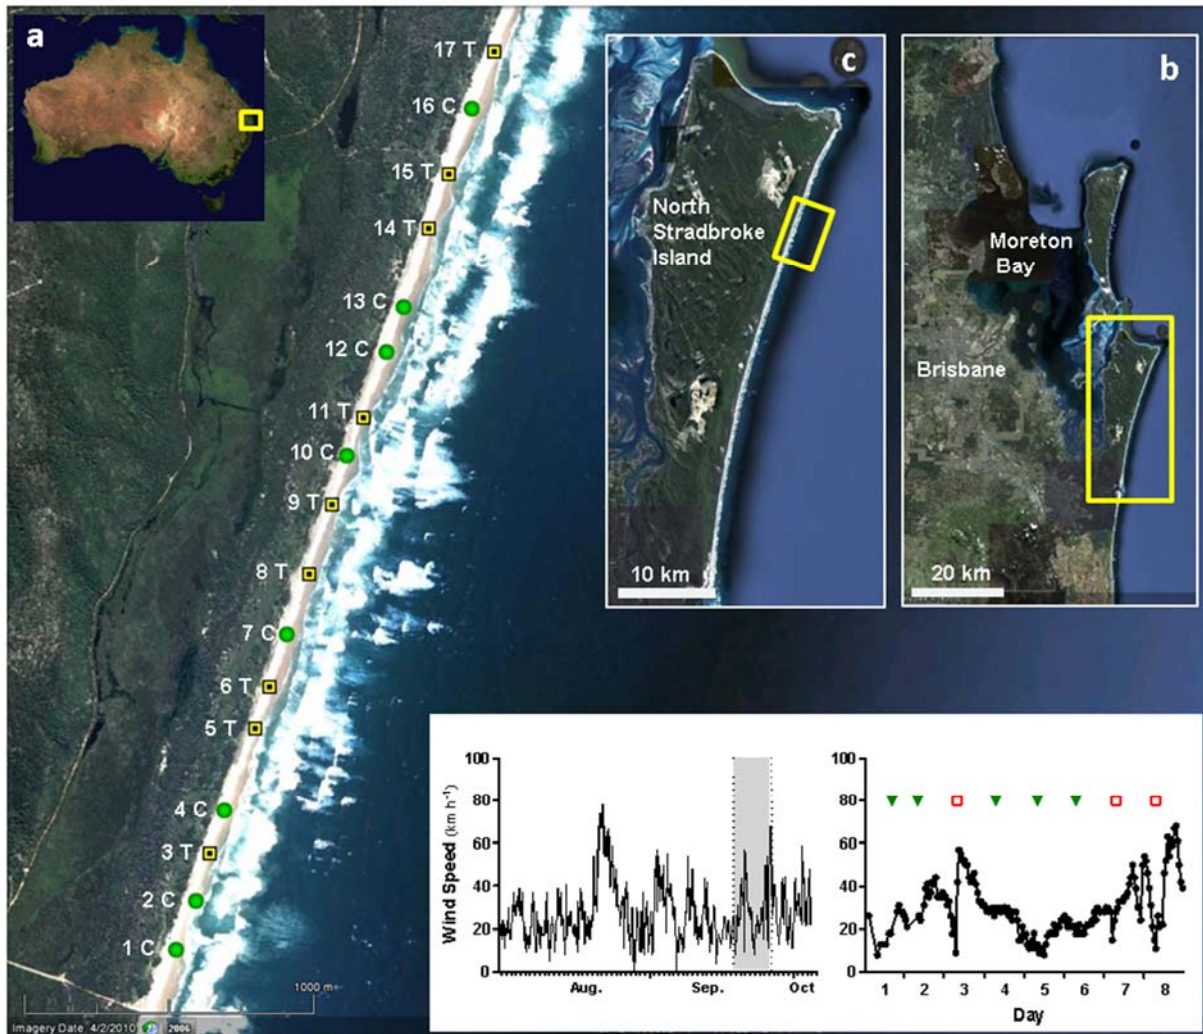 a
17 T
16 C
15 T
14 T
13 C
12 C
11 T
10 C
9 T
8 T
7 C
6 T
5 T
4 C
3 T
2 C
1 C
1000 m
Imagery Date: 4/2/2010
2006
c
North
Stradbroke
Island
10 km
b
Moreton
Bay
Brisbane
20 km
Wind Speed (km h⁻¹)
100
80
60
40
20
0
Aug.
Sep.
Oct
100
80
60
40
20
0
1 2 3 4 5 6 7 8
Day